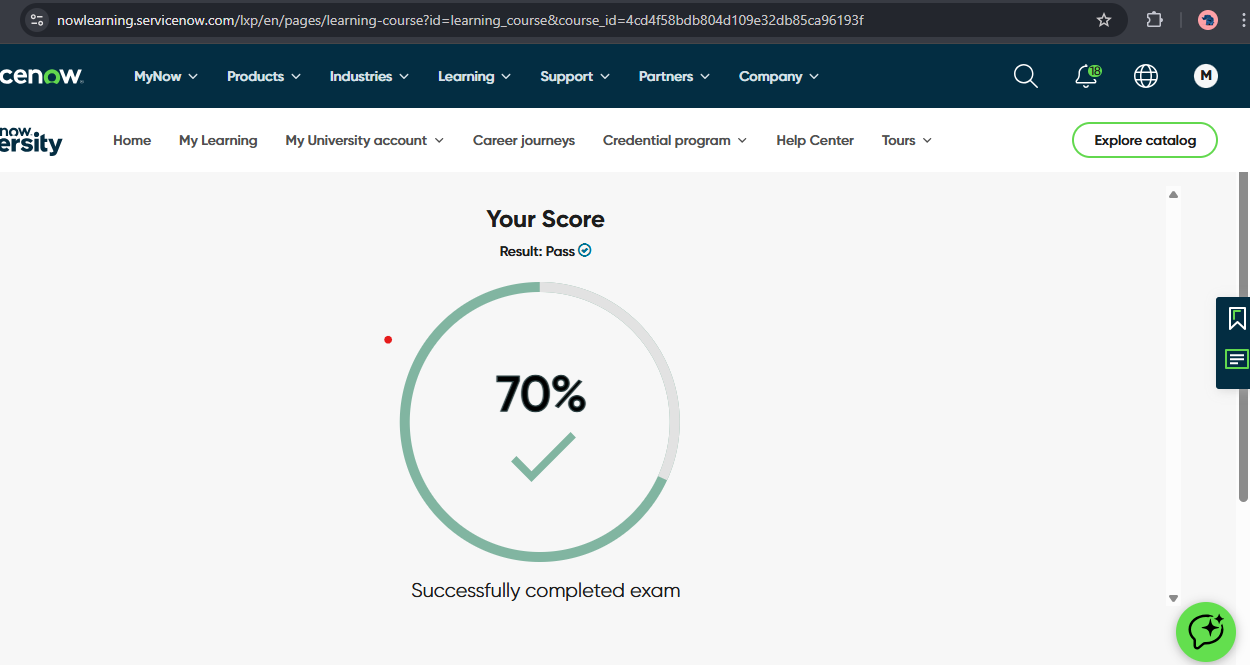 nowlearning.servicenow.com/lxp/en/pages/learning-course?id=learning_course&course_id=4cd4f58bdb804d109e32db85ca96193f
cenow
MyNow Products Industries Learning Support Partners Company 18 M
now
ersity
Home My Learning My University account Career journeys Credential program Help Center Tours Explore catalog
Your Score
Result: Pass
70%
Successfully completed exam